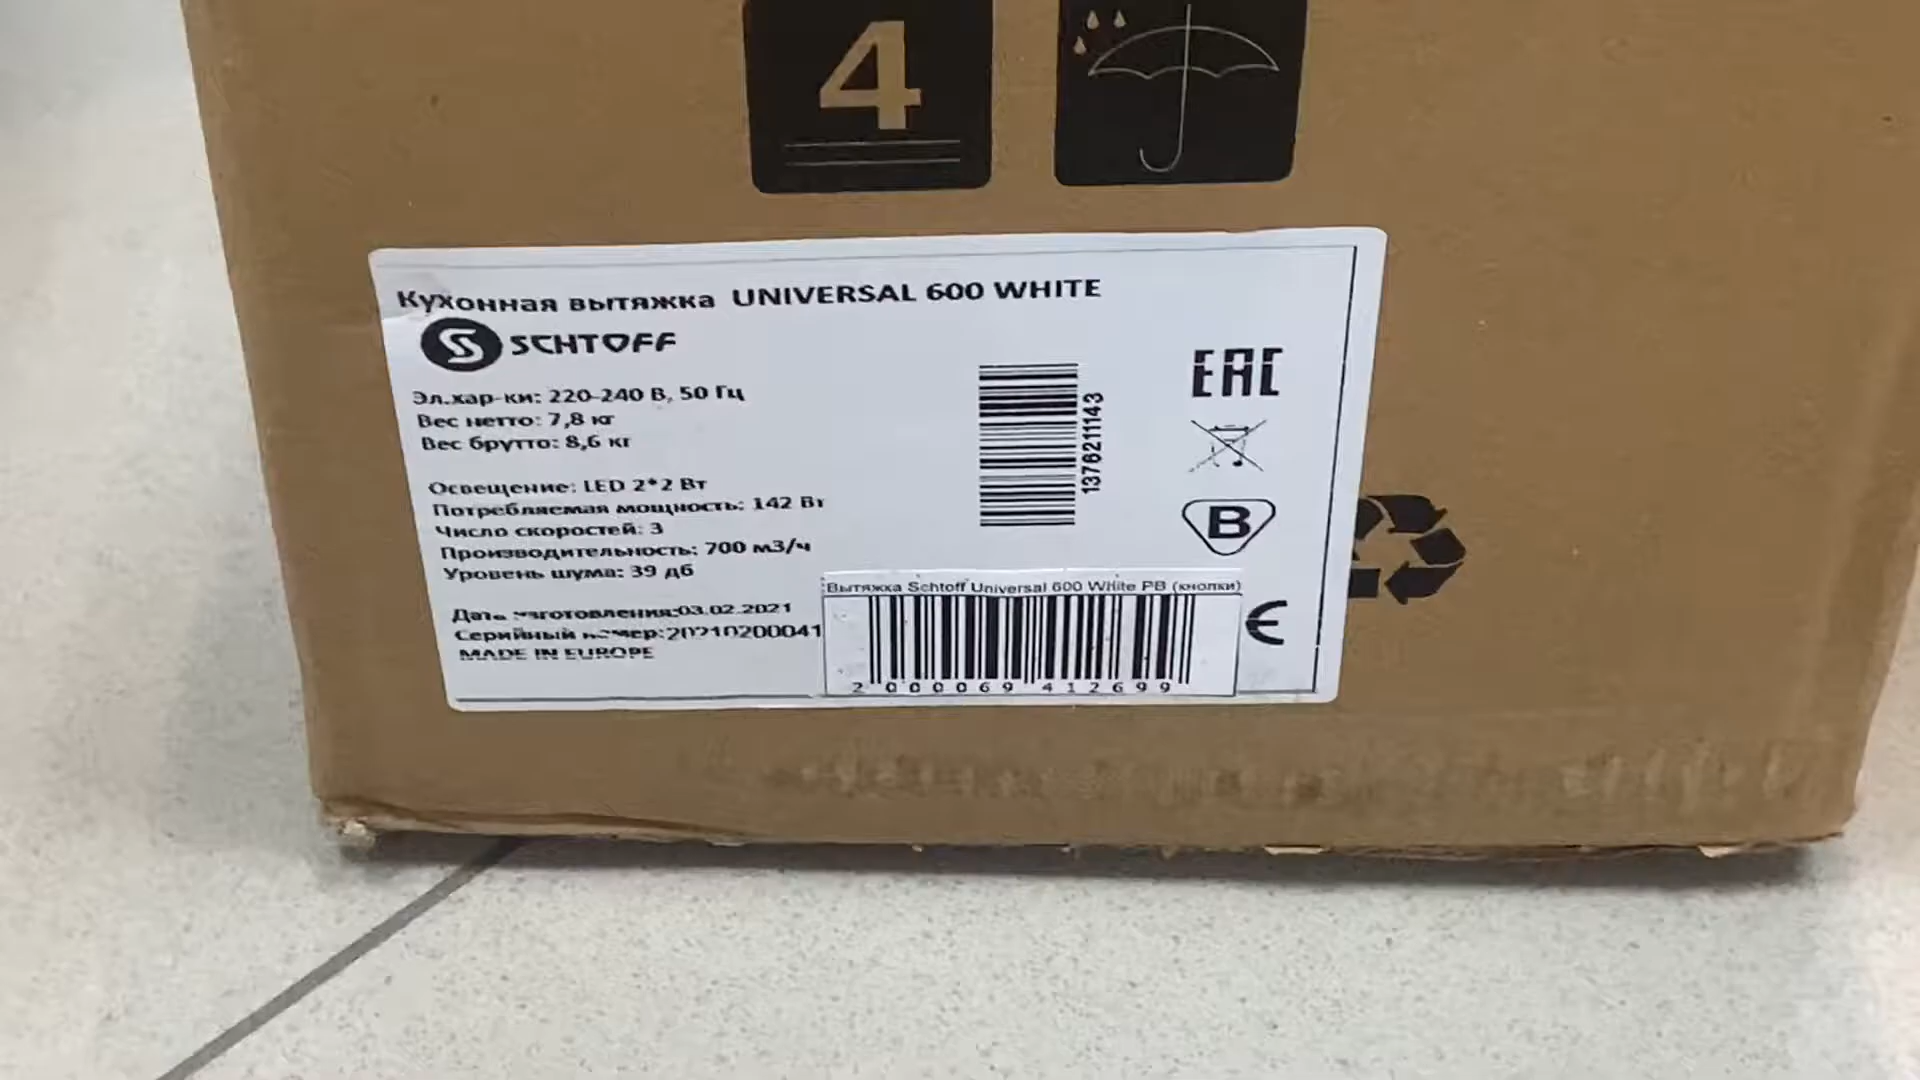 4
Кухонная вытяжка UNIVERSAL 600 WHITE
SCHTOFF
Эл.хар-ки: 220-240 В, 50 Гц
Вес нетто: 7,8 кг
Вес брутто: 8,6 кг
Освещение: LED 2*2 Вт
Потребляемая мощность: 142 Вт
Число скоростей: 3
Производительность: 700 м3/ч
Уровень шума: 39 дб
Дата изготовления:03.02.2021
Серийный номер:20210200041
MADE IN EUROPE
13762111143
EAC
B
CE
Вытяжка Schtoff Universal 600 White PB (кнопки)
2 000069 412699